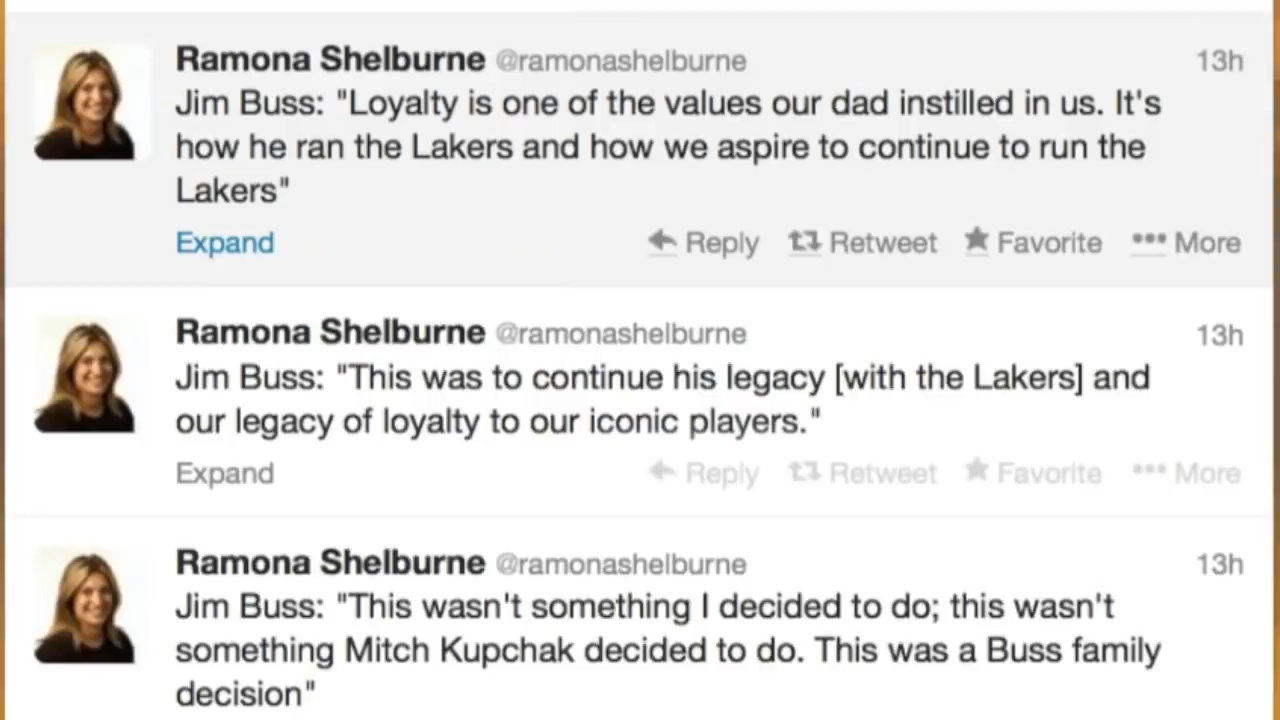 Ramona Shelburne @ramonashelburne 13h
Jim Buss: "Loyalty is one of the values our dad instilled in us. It's
how he ran the Lakers and how we aspire to continue to run the
Lakers"
Expand Reply Retweet Favorite More
Ramona Shelburne @ramonashelburne 13h
Jim Buss: "This was to continue his legacy [with the Lakers] and
our legacy of loyalty to our iconic players."
Expand Reply Retweet Favorite More
Ramona Shelburne @ramonashelburne 13h
Jim Buss: "This wasn't something I decided to do; this wasn't
something Mitch Kupchak decided to do. This was a Buss family
decision"